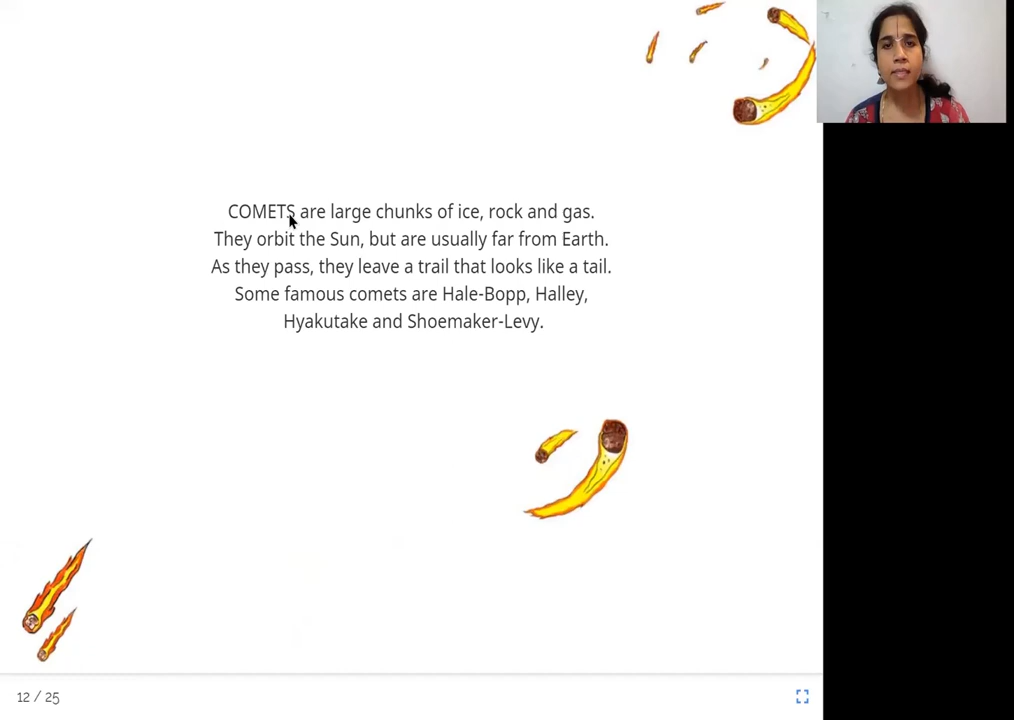 COMETS are large chunks of ice, rock and gas.
They orbit the Sun, but are usually far from Earth.
As they pass, they leave a trail that looks like a tail.
Some famous comets are Hale-Bopp, Halley,
Hyakutake and Shoemaker-Levy.
12 / 25